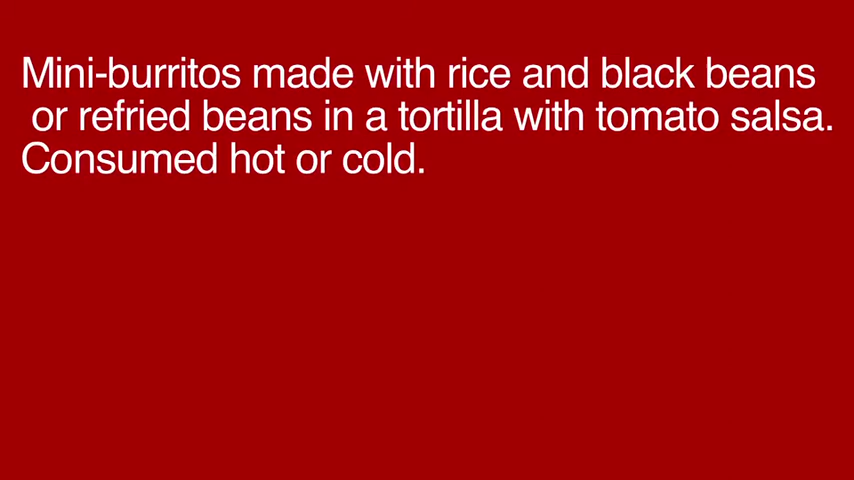 Mini-burritos made with rice and black beans
or refried beans in a tortilla with tomato salsa.
Consumed hot or cold.